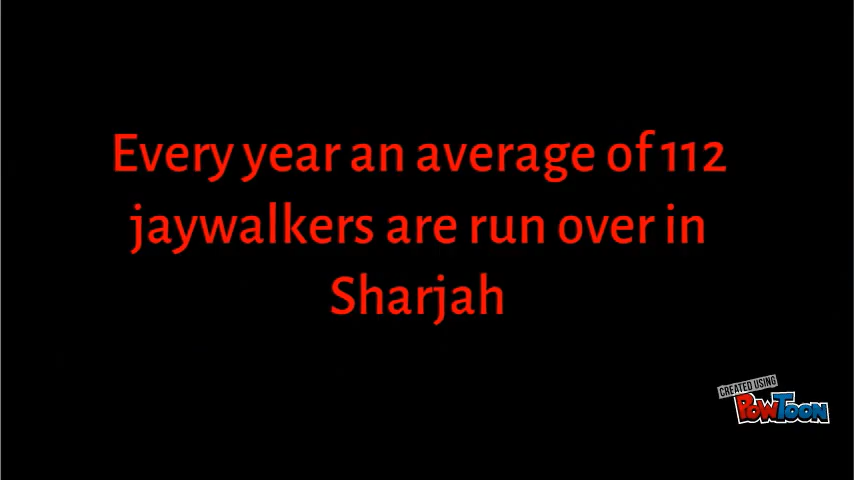 Every year an average of 112
jaywalkers are run over in
Sharjah
CREATED USING
POWTOON